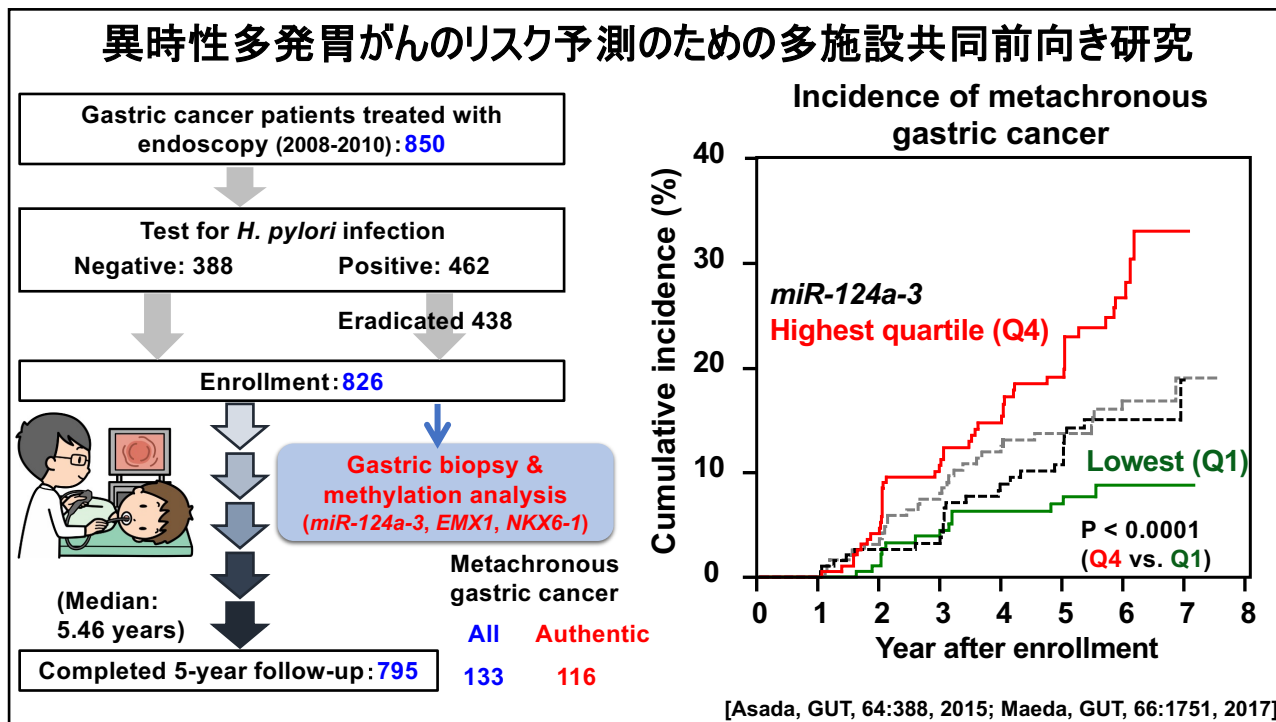 異時性多発胃がんのリスク予測のための多施設共同前向き研究
Gastric cancer patients treated with
endoscopy (2008-2010):850
Test for H. pylori infection
Negative: 388 Positive: 462
Eradicated 438
Enrollment:826
Gastric biopsy &
methylation analysis
(miR-124a-3, EMX1, NKX6-1)
(Median:
5.46 years)
Metachronous
gastric cancer
All Authentic
133 116
Completed 5-year follow-up:795
Incidence of metachronous
gastric cancer
Cumulative incidence (%)
40
30
20
10
0
miR-124a-3
Highest quartile (Q4)
Lowest (Q1)
P < 0.0001
(Q4 vs. Q1)
0 1 2 3 4 5 6 7 8
Year after enrollment
[Asada, GUT, 64:388, 2015; Maeda, GUT, 66:1751, 2017]